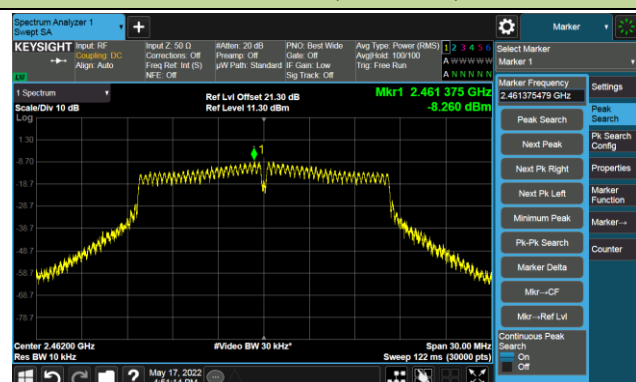 Spectrum Analyzer 1
Swept SA
Marker
KEYSIGHT
Input: RF
Coupling: DC
Align: Auto
Input Z: 50 Ω
Corrections: Off
Freq Ref: Int (S)
NFE: Off
#Atten: 20 dB
Preamp: Off
µW Path: Standard
PNO: Best Wide
Gate: Off
IF Gain: Low
Sig Track: Off
Avg Type: Power (RMS)
Avg|Hold: 100/100
Trig: Free Run
1 2 3 4 5 6
A W W W W W
A N N N N N
LXI
Select Marker
Marker 1
1 Spectrum
Scale/Div 10 dB
Log
Ref Lvl Offset 21.30 dB
Ref Level 11.30 dBm
Mkr1 2.461 375 GHz
-8.260 dBm
1.30
-8.70
-18.7
-28.7
-38.7
-48.7
-58.7
-68.7
-78.7
1
Center 2.46200 GHz
Res BW 10 kHz
#Video BW 30 kHz*
Span 30.00 MHz
Sweep 122 ms (30000 pts)
Marker Frequency
2.461375479 GHz
Peak Search
Next Peak
Next Pk Right
Next Pk Left
Minimum Peak
Pk-Pk Search
Marker Delta
Mkr→CF
Mkr→Ref Lvl
Continuous Peak
Search
On
Off
Settings
Peak
Search
Pk Search
Config
Properties
Marker
Function
Marker→
Counter
May 17, 2022